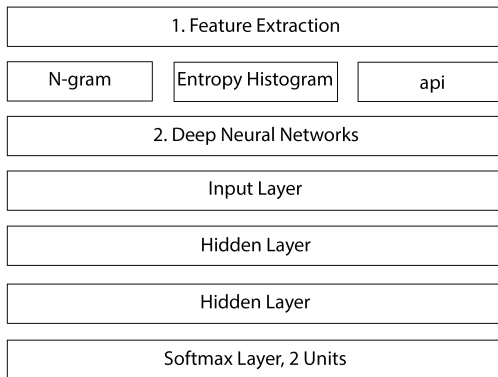 1. Feature Extraction
N-gram
Entropy Histogram
api
2. Deep Neural Networks
Input Layer
Hidden Layer
Hidden Layer
Softmax Layer, 2 Units